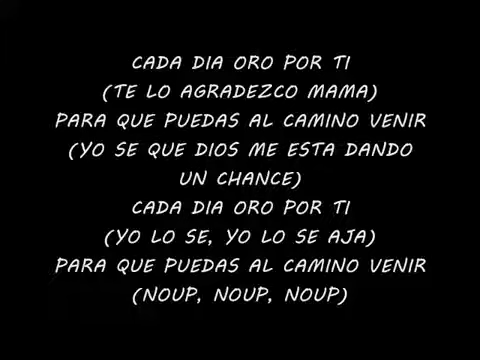 CADA DIA ORO POR TI
(TE LO AGRADEZCO MAMA)
PARA QUE PUEDAS AL CAMINO VENIR
(YO SE QUE DIOS ME ESTA DANDO
UN CHANCE)
CADA DIA ORO POR TI
(YO LO SE, YO LO SE AJA)
PARA QUE PUEDAS AL CAMINO VENIR
(NOUP, NOUP, NOUP)